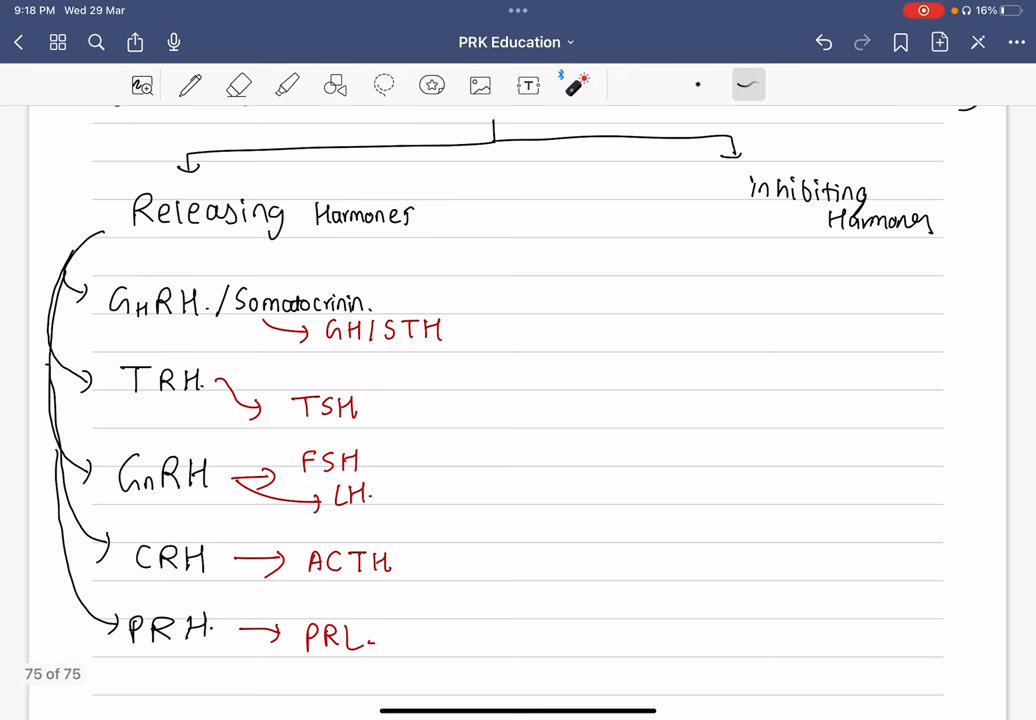 9:18 PM Wed 29 Mar
16%
PRK Education
T
Releasing Harmones
Inhibiting
Harmones
GHRH. / Somatocrinin.
GH/STH
TRH.
TSH
GnRH
FSH
LH.
CRH
ACTH
PRH.
PRL.
75 of 75